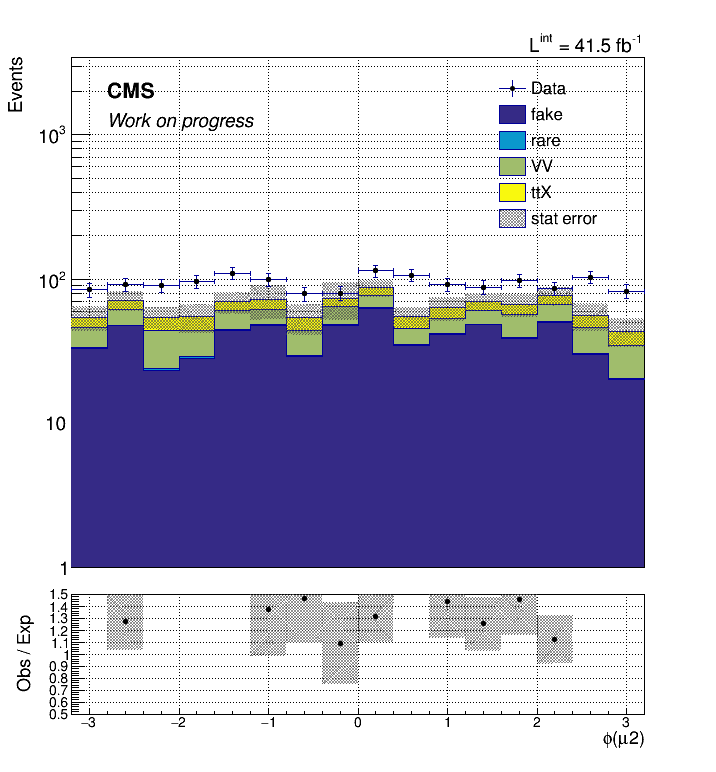 L^int = 41.5 fb^-1
Events
CMS
Work on progress
Data
fake
rare
VV
ttX
stat error
10^3
10^2
10
1
Obs / Exp
1.5
1.4
1.3
1.2
1.1
1
0.9
0.8
0.7
0.6
0.5
−3 −2 −1 0 1 2 3
ϕ(μ2)